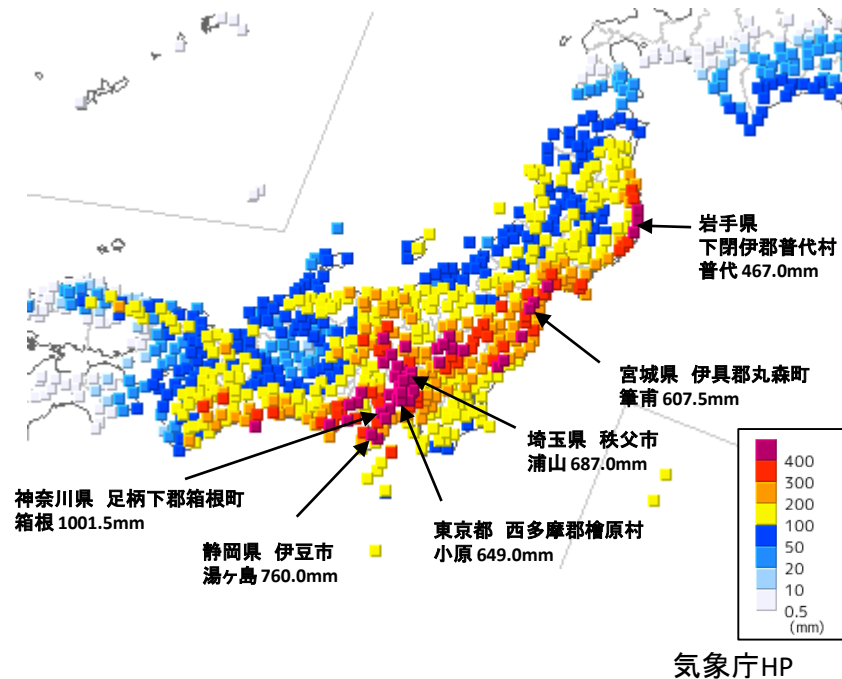 岩手県
下閉伊郡普代村
普代 467.0mm
宮城県 伊具郡丸森町
筆甫 607.5mm
埼玉県 秩父市
浦山 687.0mm
神奈川県 足柄下郡箱根町
箱根 1001.5mm
東京都 西多摩郡檜原村
小原 649.0mm
静岡県 伊豆市
湯ヶ島 760.0mm
400
300
200
100
50
20
10
0.5
(mm)
気象庁HP